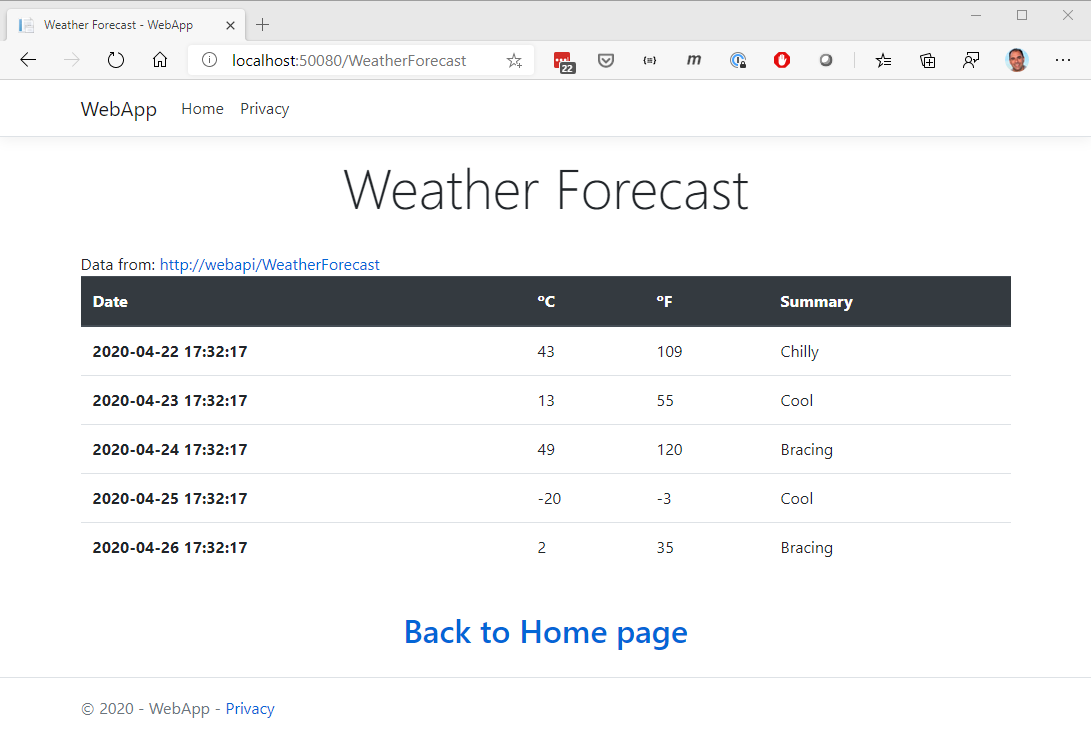 Weather Forecast - WebApp
localhost:50080/WeatherForecast
22
{≡}
m
WebApp Home Privacy
Weather Forecast
Data from: http://webapi/WeatherForecast
Date ºC ºF Summary
2020-04-22 17:32:17 43 109 Chilly
2020-04-23 17:32:17 13 55 Cool
2020-04-24 17:32:17 49 120 Bracing
2020-04-25 17:32:17 -20 -3 Cool
2020-04-26 17:32:17 2 35 Bracing
Back to Home page
© 2020 - WebApp - Privacy